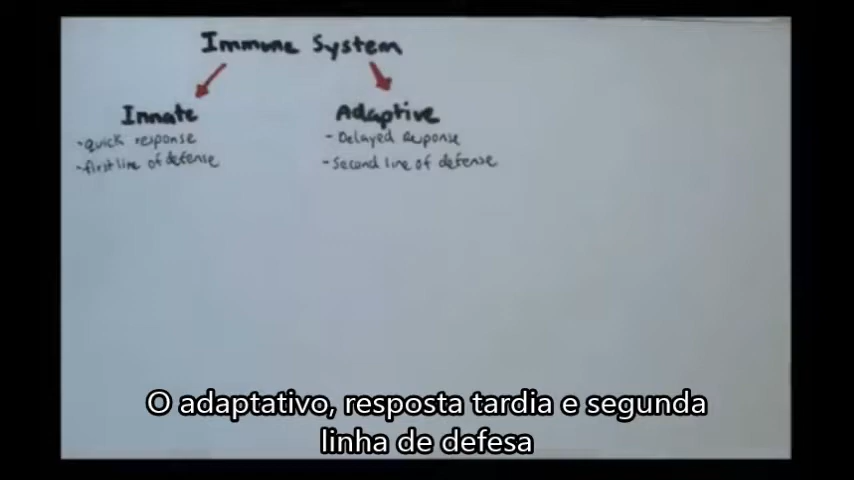 Immune System
Innate
Adaptive
- quick response
- Delayed Response
- first line of defense
- Second line of defense
O adaptativo, resposta tardia e segunda
linha de defesa